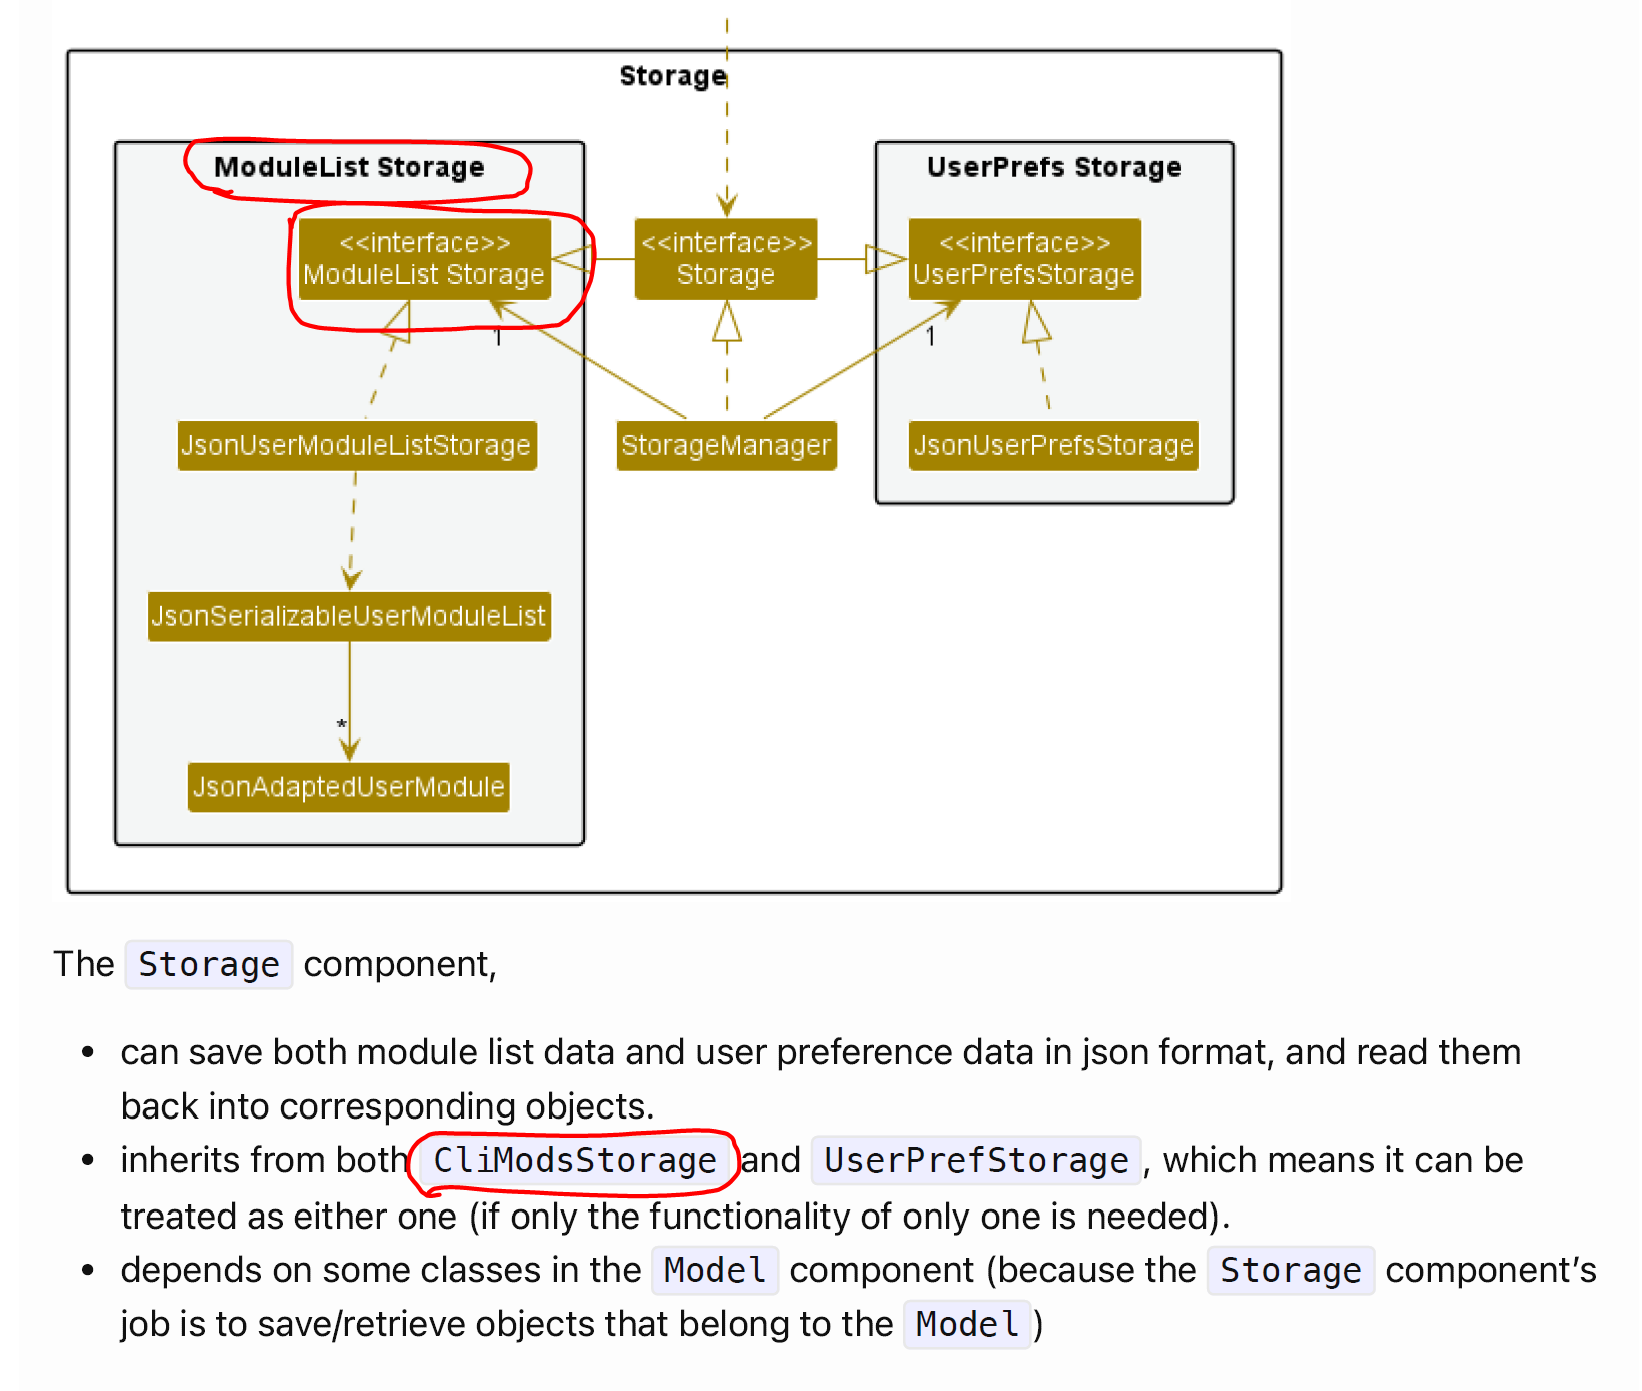 Storage
ModuleList Storage
UserPrefs Storage
<<interface>>
ModuleList Storage
<<interface>>
Storage
<<interface>>
UserPrefsStorage
1
1
JsonUserModuleListStorage
StorageManager
JsonUserPrefsStorage
JsonSerializableUserModuleList
*
JsonAdaptedUserModule
The Storage component,
• can save both module list data and user preference data in json format, and read them
back into corresponding objects.
• inherits from both CliModsStorage and UserPrefStorage, which means it can be
treated as either one (if only the functionality of only one is needed).
• depends on some classes in the Model component (because the Storage component’s
job is to save/retrieve objects that belong to the Model)